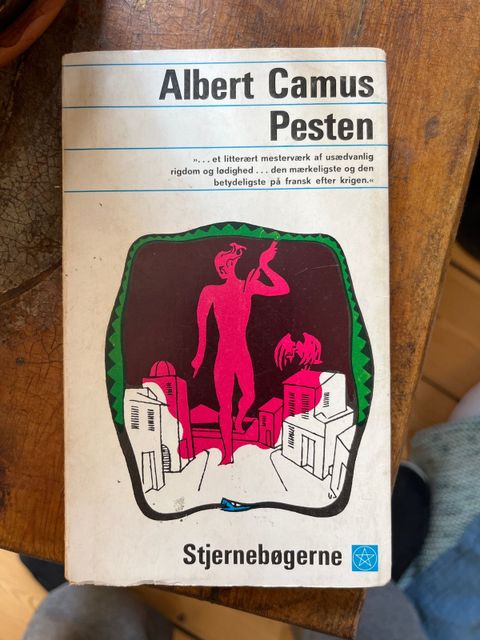 Albert Camus
Pesten
»... et litterært mesterværk af usædvanlig
rigdom og lødighed ... den mærkeligste og den
betydeligste på fransk efter krigen.«
Stjernebøgerne